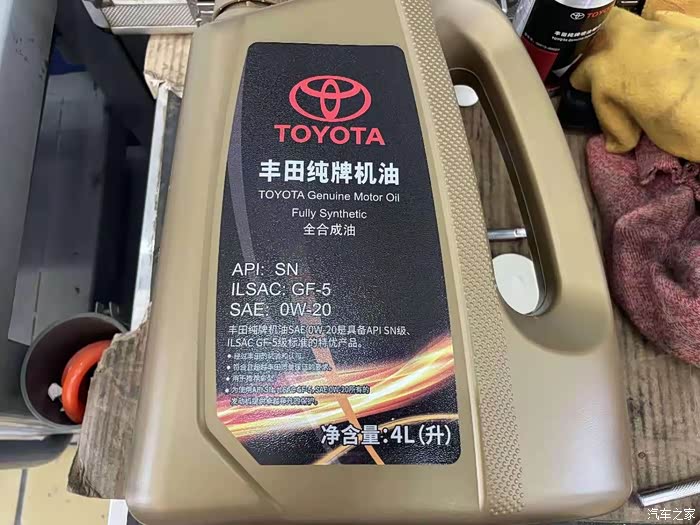 TOYOTA
丰田纯牌机油
TOYOTA Genuine Motor Oil
Fully Synthetic
全合成油
API: SN
ILSAC: GF-5
SAE: 0W-20
丰田纯牌机油SAE 0W-20是具备API SN级、
ILSAC GF-5级标准的特优产品。
净含量:4L(升)
TOYOTA
汽车之家